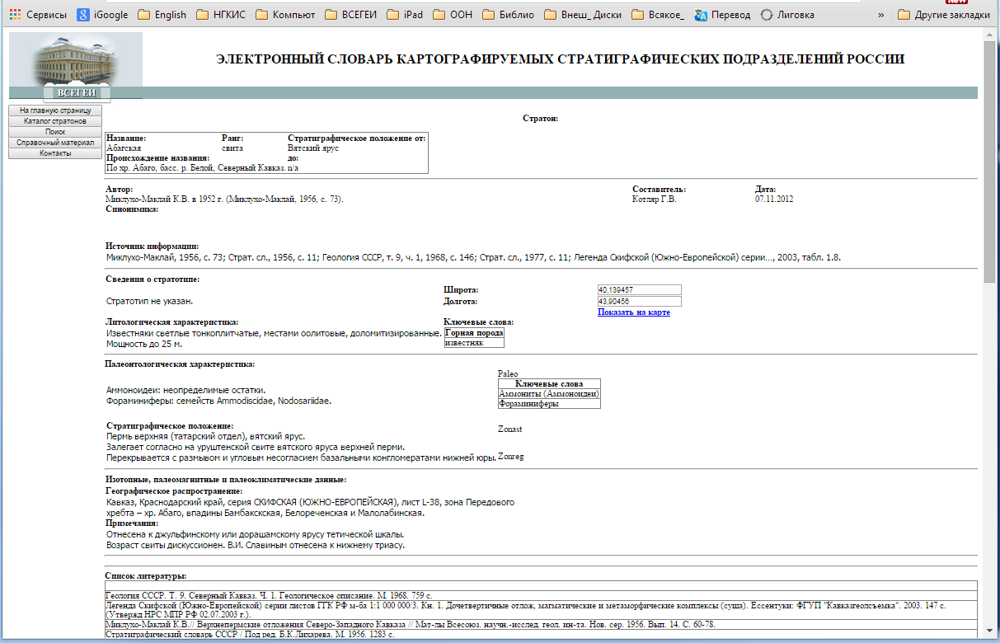 New
Сервисы iGoogle English НГКИС Компьют ВСЕГЕИ iPad ООН Библио Внеш_ Диски Всякое_ Перевод Лиговка » Другие закладки
ЭЛЕКТРОННЫЙ СЛОВАРЬ КАРТОГРАФИРУЕМЫХ СТРАТИГРАФИЧЕСКИХ ПОДРАЗДЕЛЕНИЙ РОССИИ
ВСЕГЕИ
На главную страницу
Каталог стратонов
Поиск
Справочный материал
Контакты
Стратон:
Название: Ранг: Стратиграфическое положение от:
Абагская свита Вятский ярус
Происхождение названия: до:
По хр. Абаго, басс. р. Белой, Северный Кавказ. n/a
Автор: Составитель: Дата:
Миклухо-Маклай К.В. в 1952 г. (Миклухо-Маклай, 1956, с. 73). Котляр Г.В. 07.11.2012
Синонимика:
Источник информации:
Миклухо-Маклай, 1956, с. 73; Страт. сл., 1956, с. 11; Геология СССР, т. 9, ч. 1, 1968, с. 146; Страт. сл., 1977, с. 11; Легенда Скифской (Южно-Европейской) серии..., 2003, табл. 1.8.
Сведения о стратотипе:
Широта: 40,139457
Стратотип не указан. Долгота: 43,90456
Показать на карте
Литологическая характеристика: Ключевые слова:
Известняки светлые тонкоплитчатые, местами оолитовые, доломитизированные. Горная порода
Мощность до 25 м. известняк
Палеонтологическая характеристика:
Paleo
Ключевые слова
Аммоноидеи: неопределимые остатки. Аммониты (Аммоноидеи)
Фораминиферы: семейств Ammodiscidae, Nodosariidae. Фораминиферы
Стратиграфическое положение: Zonast
Пермь верхняя (татарский отдел), вятский ярус.
Залегает согласно на уруштенской свите вятского яруса верхней перми.
Перекрывается с размывом и угловым несогласием базальными конгломератами нижней юры. Zonreg
Изотопные, палеомагнитные и палеоклиматические данные:
Географическое распространение:
Кавказ, Краснодарский край, серия СКИФСКАЯ (ЮЖНО-ЕВРОПЕЙСКАЯ), лист L-38, зона Передового
хребта – хр. Абаго, впадины Бамбакскская, Белореченская и Малолабинская.
Примечания:
Отнесена к джульфинскому или дорашамскому ярусу тетической шкалы.
Возраст свиты дискуссионен. В.И. Славиным отнесена к нижнему триасу.
Список литературы:
Геология СССР. Т. 9. Северный Кавказ. Ч. 1. Геологическое описание. М. 1968. 759 с.
Легенда Скифской (Южно-Европейской) серии листов ГГК РФ м-ба 1:1 000 000/3. Кн. 1. Дочетвертичные отлож, магматические и метаморфические комплексы (суша). Ессентуки: ФГУП "Кавказгеолсъемка". 2003. 147 с.
(Утвержд НРС МПР РФ 02.07.2003 г.).
Миклухо-Маклай К.В.// Верхнепермские отложения Северо-Западного Кавказа // Мат-лы Всесоюз. научн.-исслед. геол. ин-та. Нов. сер. 1956. Вып. 14. С. 60-78.
Стратиграфический словарь СССР / Под ред. Б.К.Лихарева. М. 1956. 1283 с.